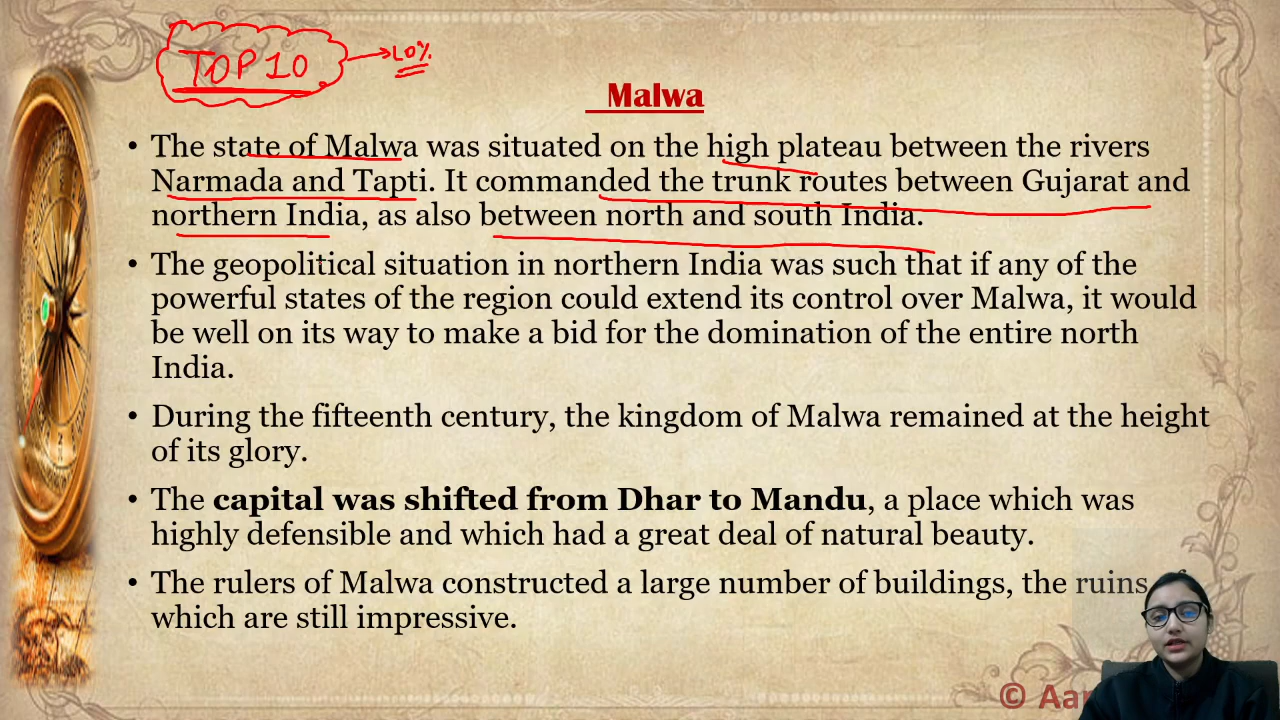 TOP 10
10%
Malwa
• The state of Malwa was situated on the high plateau between the rivers
Narmada and Tapti. It commanded the trunk routes between Gujarat and
northern India, as also between north and south India.
• The geopolitical situation in northern India was such that if any of the
powerful states of the region could extend its control over Malwa, it would
be well on its way to make a bid for the domination of the entire north
India.
• During the fifteenth century, the kingdom of Malwa remained at the height
of its glory.
• The capital was shifted from Dhar to Mandu, a place which was
highly defensible and which had a great deal of natural beauty.
• The rulers of Malwa constructed a large number of buildings, the ruins
which are still impressive.
©